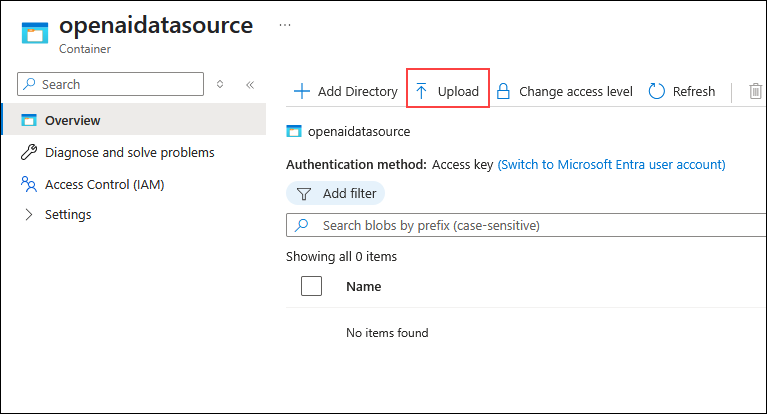 openaidatasource
...
Container
Search
Overview
Diagnose and solve problems
Access Control (IAM)
Settings
Add Directory Upload Change access level Refresh
openaidatasource
Authentication method: Access key (Switch to Microsoft Entra user account)
Add filter
Search blobs by prefix (case-sensitive)
Showing all 0 items
Name
No items found